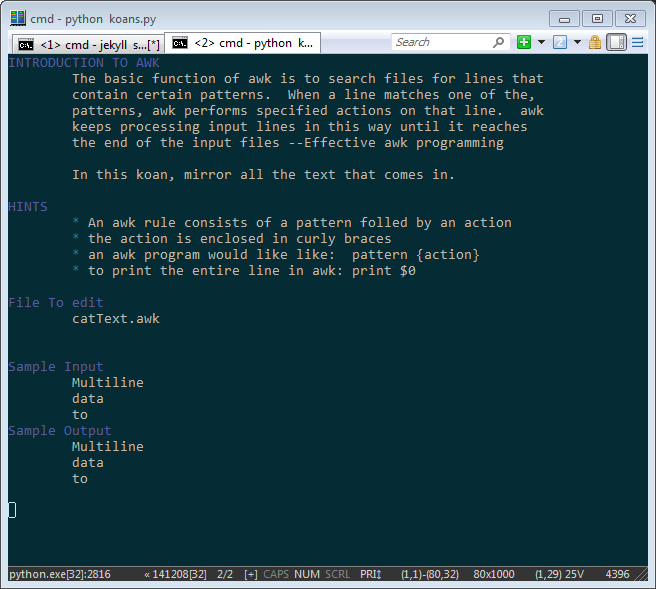 cmd - python koans.py
<1> cmd - jekyll s...[*]
<2> cmd - python k...
Search
INTRODUCTION TO AWK
The basic function of awk is to search files for lines that
contain certain patterns. When a line matches one of the,
patterns, awk performs specified actions on that line. awk
keeps processing input lines in this way until it reaches
the end of the input files --Effective awk programming
In this koan, mirror all the text that comes in.
HINTS
* An awk rule consists of a pattern folled by an action
* the action is enclosed in curly braces
* an awk program would like like: pattern {action}
* to print the entire line in awk: print $0
File To edit
catText.awk
Sample Input
Multiline
data
to
Sample Output
Multiline
data
to
python.exe[32]:2816 « 141208[32] 2/2 [+] CAPS NUM SCRL PRI↕ (1,1)-(80,32) 80x1000 (1,29) 25V 4396